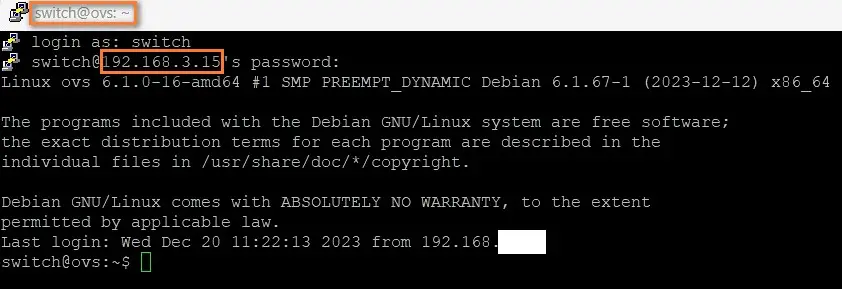 switch@ovs: ~
login as: switch
switch@192.168.3.15's password:
Linux ovs 6.1.0-16-amd64 #1 SMP PREEMPT_DYNAMIC Debian 6.1.67-1 (2023-12-12) x86_64
The programs included with the Debian GNU/Linux system are free software;
the exact distribution terms for each program are described in the
individual files in /usr/share/doc/*/copyright.
Debian GNU/Linux comes with ABSOLUTELY NO WARRANTY, to the extent
permitted by applicable law.
Last login: Wed Dec 20 11:22:13 2023 from 192.168.
switch@ovs:~$